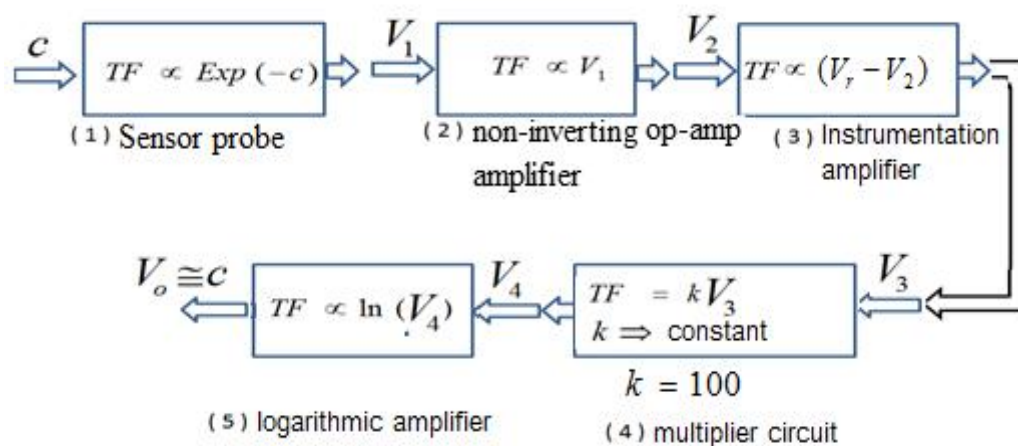 c
TF ∝ Exp (−c)
V₁
TF ∝ V₁
V₂
TF ∝ (Vᵣ − V₂)
(1) Sensor probe
(2) non-inverting op-amp
amplifier
(3) Instrumentation
amplifier
Vₒ ≅ c
TF ∝ ln (V₄)
V₄
TF = kV₃
k ⇒ constant
V₃
k = 100
(5) logarithmic amplifier
(4) multiplier circuit